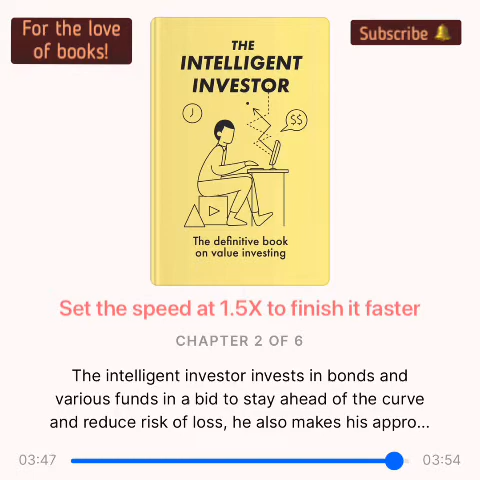 For the love
of books!
Subscribe 🔔
THE
INTELLIGENT
INVESTOR
$$
The definitive book
on value investing
Set the speed at 1.5X to finish it faster
CHAPTER 2 OF 6
The intelligent investor invests in bonds and
various funds in a bid to stay ahead of the curve
and reduce risk of loss, he also makes his appro...
03:47
03:54